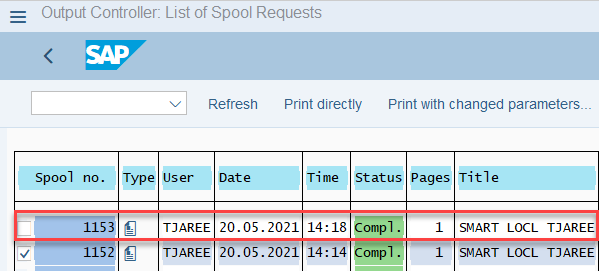 Output Controller: List of Spool Requests
SAP
Refresh Print directly Print with changed parameters...
Spool no. Type User Date Time Status Pages Title
1153 TJAREE 20.05.2021 14:18 Compl. 1 SMART LOCL TJAREE
1152 TJAREE 20.05.2021 14:14 Compl. 1 SMART LOCL TJAREE